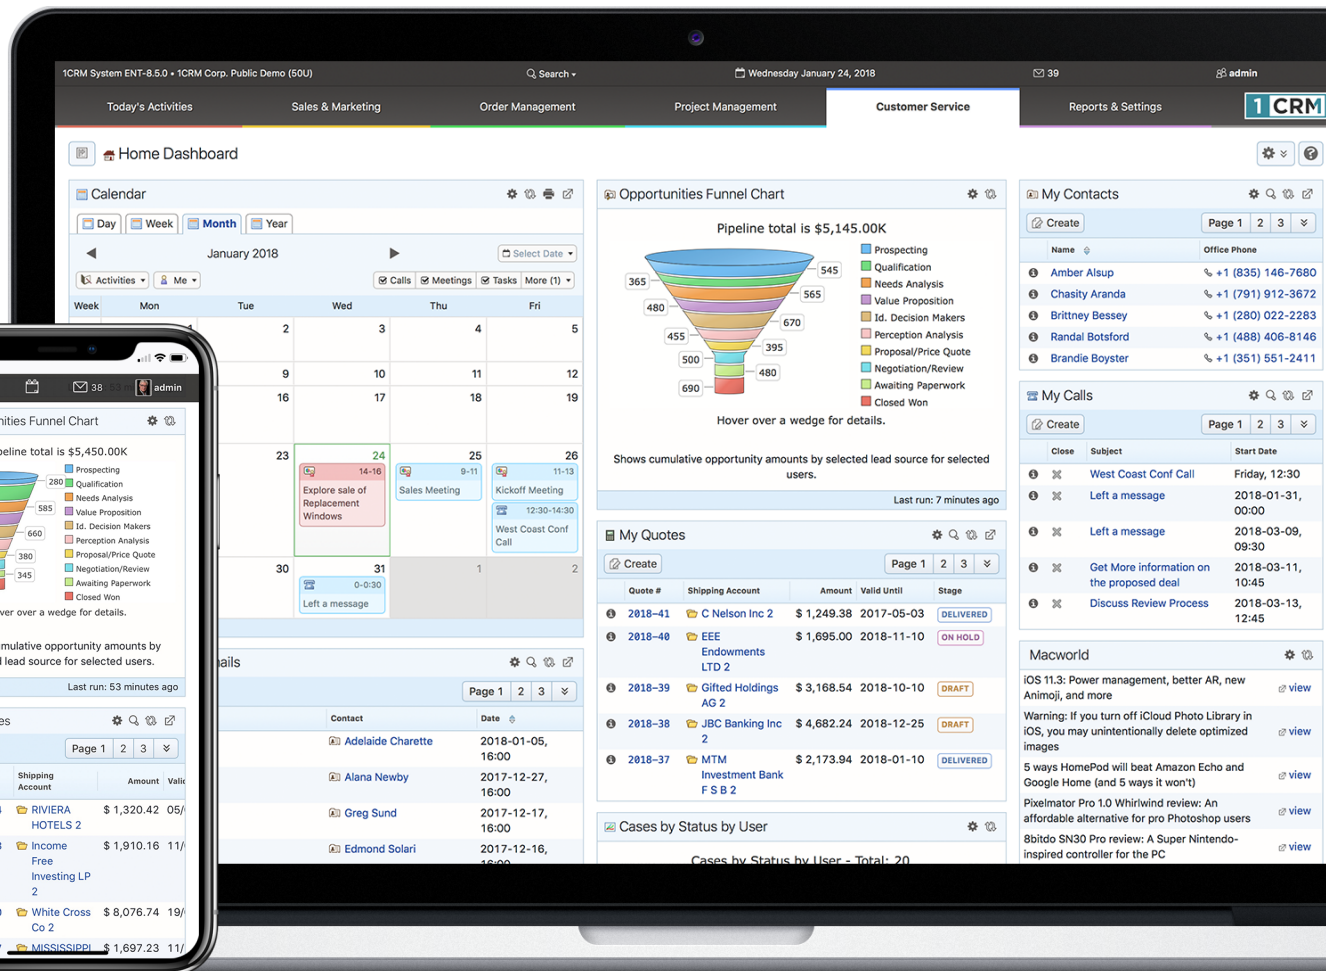 1CRM System ENT-8.5.0 • 1CRM Corp. Public Demo (50U)
Search
Wednesday January 24, 2018
39
admin
Today's Activities
Sales & Marketing
Order Management
Project Management
Customer Service
Reports & Settings
1 CRM
Home Dashboard
Calendar
Day
Week
Month
Year
January 2018
Select Date
Activities
Me
Calls
Meetings
Tasks
More (1)
Week Mon Tue Wed Thu Fri
1 2 3 4 5
9 10 11 12
16 17 18 19
23 24 25 26
14-16
Explore sale of
Replacement
Windows
9-11
Sales Meeting
11-13
Kickoff Meeting
12:30-14:30
West Coast Conf
Call
30 31 1 2
0-0:30
Left a message
ails
Page 1 2 3
Contact Date
Adelaide Charette 2018-01-05,
16:00
Alana Newby 2017-12-27,
16:00
Greg Sund 2017-12-17,
16:00
Edmond Solari 2017-12-16,
16:00
Opportunities Funnel Chart
Pipeline total is $5,145.00K
545
365
565
480
670
455
395
500
480
690
Prospecting
Qualification
Needs Analysis
Value Proposition
Id. Decision Makers
Perception Analysis
Proposal/Price Quote
Negotiation/Review
Awaiting Paperwork
Closed Won
Hover over a wedge for details.
Shows cumulative opportunity amounts by selected lead source for selected
users.
Last run: 7 minutes ago
My Quotes
Create
Page 1 2 3
Quote # Shipping Account Amount Valid Until Stage
2018-41 C Nelson Inc 2 $ 1,249.38 2017-05-03 DELIVERED
2018-40 EEE $ 1,695.00 2018-11-10 ON HOLD
Endowments
LTD 2
2018-39 Gifted Holdings $ 3,168.54 2018-10-10 DRAFT
AG 2
2018-38 JBC Banking Inc $ 4,682.24 2018-12-25 DRAFT
2
2018-37 MTM $ 2,173.94 2018-01-10 DELIVERED
Investment Bank
F S B 2
Cases by Status by User
Cases by Status by User - Total: 20
My Contacts
Create
Page 1 2 3
Name Office Phone
Amber Alsup +1 (835) 146-7680
Chasity Aranda +1 (791) 912-3672
Brittney Bessey +1 (280) 022-2283
Randal Botsford +1 (488) 406-8146
Brandie Boyster +1 (351) 551-2411
My Calls
Create
Page 1 2 3
Close Subject Start Date
West Coast Conf Call Friday, 12:30
Left a message 2018-01-31,
00:00
Left a message 2018-03-09,
09:30
Get More information on 2018-03-11,
the proposed deal 10:45
Discuss Review Process 2018-03-13,
12:45
Macworld
iOS 11.3: Power management, better AR, new
Animoji, and more
view
Warning: If you turn off iCloud Photo Library in
iOS, you may unintentionally delete optimized
images
view
5 ways HomePod will beat Amazon Echo and
Google Home (and 5 ways it won't)
view
Pixelmator Pro 1.0 Whirlwind review: An
affordable alternative for pro Photoshop users
view
8bitdo SN30 Pro review: A Super Nintendo-
inspired controller for the PC
view
38
admin
nities Funnel Chart
peline total is $5,450.00K
280
585
660
380
345
Prospecting
Qualification
Needs Analysis
Value Proposition
Id. Decision Makers
Perception Analysis
Proposal/Price Quote
Negotiation/Review
Awaiting Paperwork
Closed Won
ver over a wedge for details.
mulative opportunity amounts by
lead source for selected users.
Last run: 53 minutes ago
es
Page 1 2 3
Shipping
Account Amount Valid
RIVIERA $ 1,320.42 05/
HOTELS 2
Income $ 1,910.16 11/
Free
Investing LP
2
White Cross $ 8,076.74 19/
Co 2
MISSISSIPPI $ 1,697.23 11/